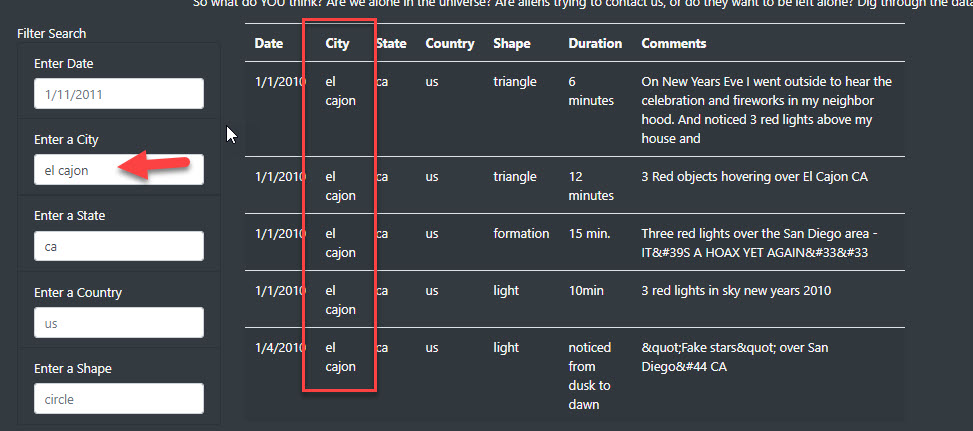 So what do YOU think? Are we alone in the universe? Are aliens trying to contact us, or do they want to be left alone? Dig through the data
Filter Search
Enter Date
1/11/2011
Enter a City
el cajon
Enter a State
ca
Enter a Country
us
Enter a Shape
circle
Date City State Country Shape Duration Comments
1/1/2010 el ca us triangle 6 On New Years Eve I went outside to hear the
cajon minutes celebration and fireworks in my neighbor
hood. And noticed 3 red lights above my
house and
1/1/2010 el ca us triangle 12 3 Red objects hovering over El Cajon CA
cajon minutes
1/1/2010 el ca us formation 15 min. Three red lights over the San Diego area -
cajon IT&#39S A HOAX YET AGAIN&#33&#33
1/1/2010 el ca us light 10min 3 red lights in sky new years 2010
cajon
1/4/2010 el ca us light noticed &quot;Fake stars&quot; over San
cajon from Diego&#44 CA
dusk to
dawn